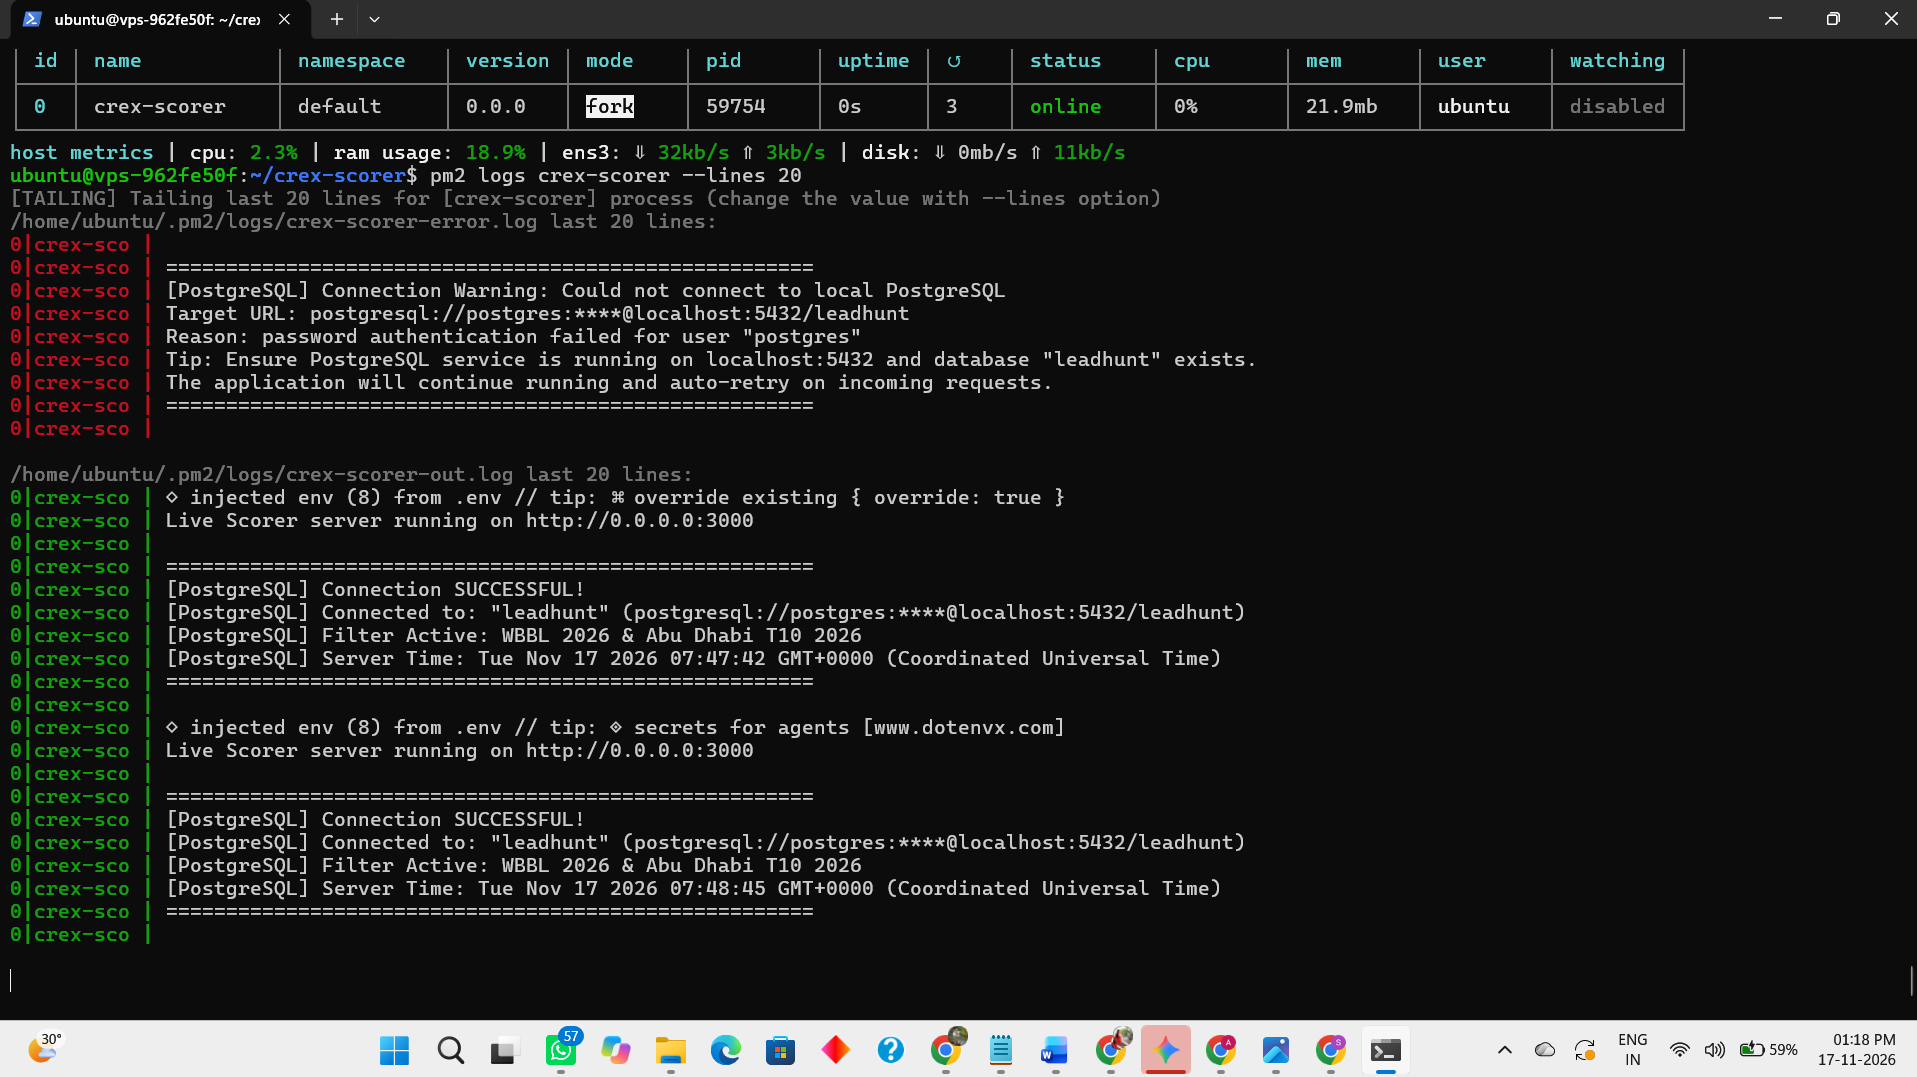 ubuntu@vps-962fe50f: ~/cre
id name namespace version mode pid uptime ↺ status cpu mem user watching
0 crex-scorer default 0.0.0 fork 59754 0s 3 online 0% 21.9mb ubuntu disabled
host metrics | cpu: 2.3% | ram usage: 18.9% | ens3: ⇓ 32kb/s ⇑ 3kb/s | disk: ⇓ 0mb/s ⇑ 11kb/s
ubuntu@vps-962fe50f:~/crex-scorer$ pm2 logs crex-scorer --lines 20
[TAILING] Tailing last 20 lines for [crex-scorer] process (change the value with --lines option)
/home/ubuntu/.pm2/logs/crex-scorer-error.log last 20 lines:
0|crex-sco |
0|crex-sco | ======================================================
0|crex-sco | [PostgreSQL] Connection Warning: Could not connect to local PostgreSQL
0|crex-sco | Target URL: postgresql://postgres:****@localhost:5432/leadhunt
0|crex-sco | Reason: password authentication failed for user "postgres"
0|crex-sco | Tip: Ensure PostgreSQL service is running on localhost:5432 and database "leadhunt" exists.
0|crex-sco | The application will continue running and auto-retry on incoming requests.
0|crex-sco | ======================================================
0|crex-sco |
/home/ubuntu/.pm2/logs/crex-scorer-out.log last 20 lines:
0|crex-sco | ◇ injected env (8) from .env // tip: ⌘ override existing { override: true }
0|crex-sco | Live Scorer server running on http://0.0.0.0:3000
0|crex-sco |
0|crex-sco | ======================================================
0|crex-sco | [PostgreSQL] Connection SUCCESSFUL!
0|crex-sco | [PostgreSQL] Connected to: "leadhunt" (postgresql://postgres:****@localhost:5432/leadhunt)
0|crex-sco | [PostgreSQL] Filter Active: WBBL 2026 & Abu Dhabi T10 2026
0|crex-sco | [PostgreSQL] Server Time: Tue Nov 17 2026 07:47:42 GMT+0000 (Coordinated Universal Time)
0|crex-sco | ======================================================
0|crex-sco |
0|crex-sco | ◇ injected env (8) from .env // tip: ⟐ secrets for agents [www.dotenvx.com]
0|crex-sco | Live Scorer server running on http://0.0.0.0:3000
0|crex-sco |
0|crex-sco | ======================================================
0|crex-sco | [PostgreSQL] Connection SUCCESSFUL!
0|crex-sco | [PostgreSQL] Connected to: "leadhunt" (postgresql://postgres:****@localhost:5432/leadhunt)
0|crex-sco | [PostgreSQL] Filter Active: WBBL 2026 & Abu Dhabi T10 2026
0|crex-sco | [PostgreSQL] Server Time: Tue Nov 17 2026 07:48:45 GMT+0000 (Coordinated Universal Time)
0|crex-sco | ======================================================
0|crex-sco |
30°
57
A
S
ENG
IN
59%
01:18 PM
17-11-2026